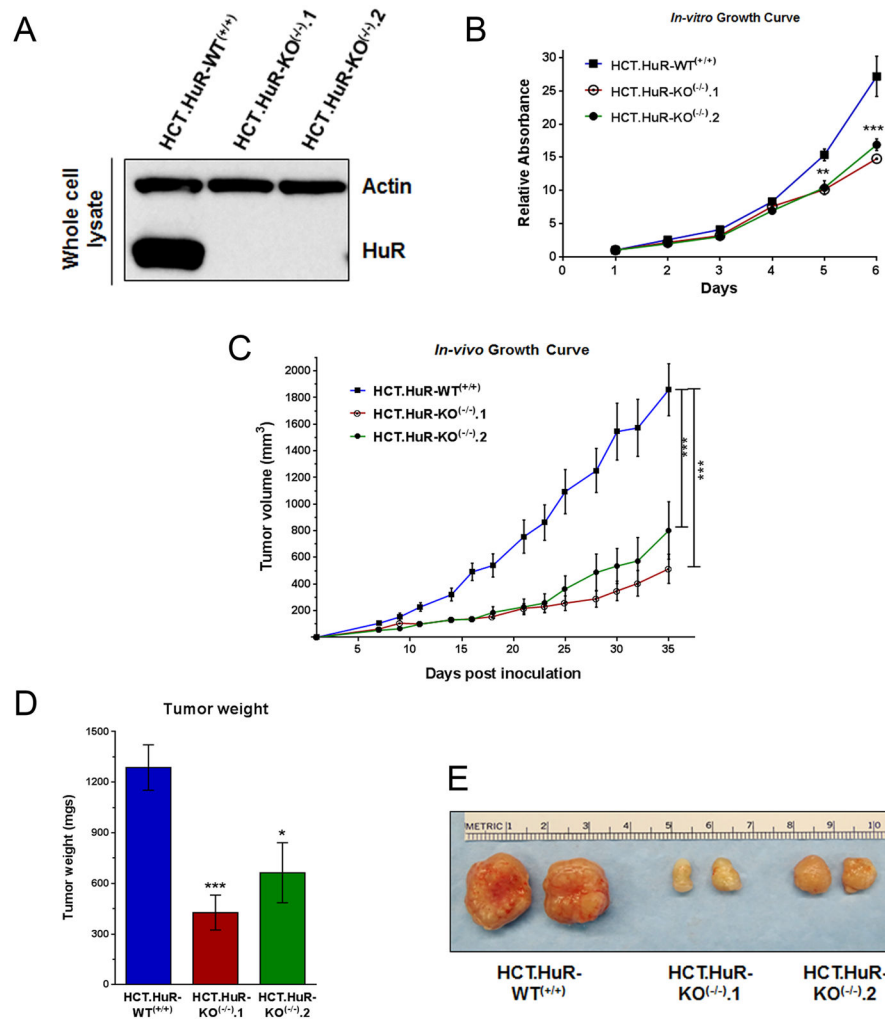 A
HCT.HuR-WT(+/+)
HCT.HuR-KO(-/-).1
HCT.HuR-KO(-/-).2
Whole cell
lysate
Actin
HuR
B
In-vitro Growth Curve
HCT.HuR-WT(+/+)
HCT.HuR-KO(-/-).1
HCT.HuR-KO(-/-).2
Relative Absorbance
30
25
20
15
10
5
0
**
***
0 1 2 3 4 5 6
Days
C
In-vivo Growth Curve
HCT.HuR-WT(+/+)
HCT.HuR-KO(-/-).1
HCT.HuR-KO(-/-).2
Tumor volume (mm3)
2000
1800
1600
1400
1200
1000
800
600
400
200
***
***
5 10 15 20 25 30 35
Days post inoculation
D
Tumor weight
Tumor weight (mgs)
1500
1200
900
600
300
0
***
*
HCT.HuR-
WT(+/+)
HCT.HuR-
KO(-/-).1
HCT.HuR-
KO(-/-).2
E
METRIC 1 2 3 4 5 6 7 8 9 10
HCT.HuR-
WT(+/+)
HCT.HuR-
KO(-/-).1
HCT.HuR-
KO(-/-).2